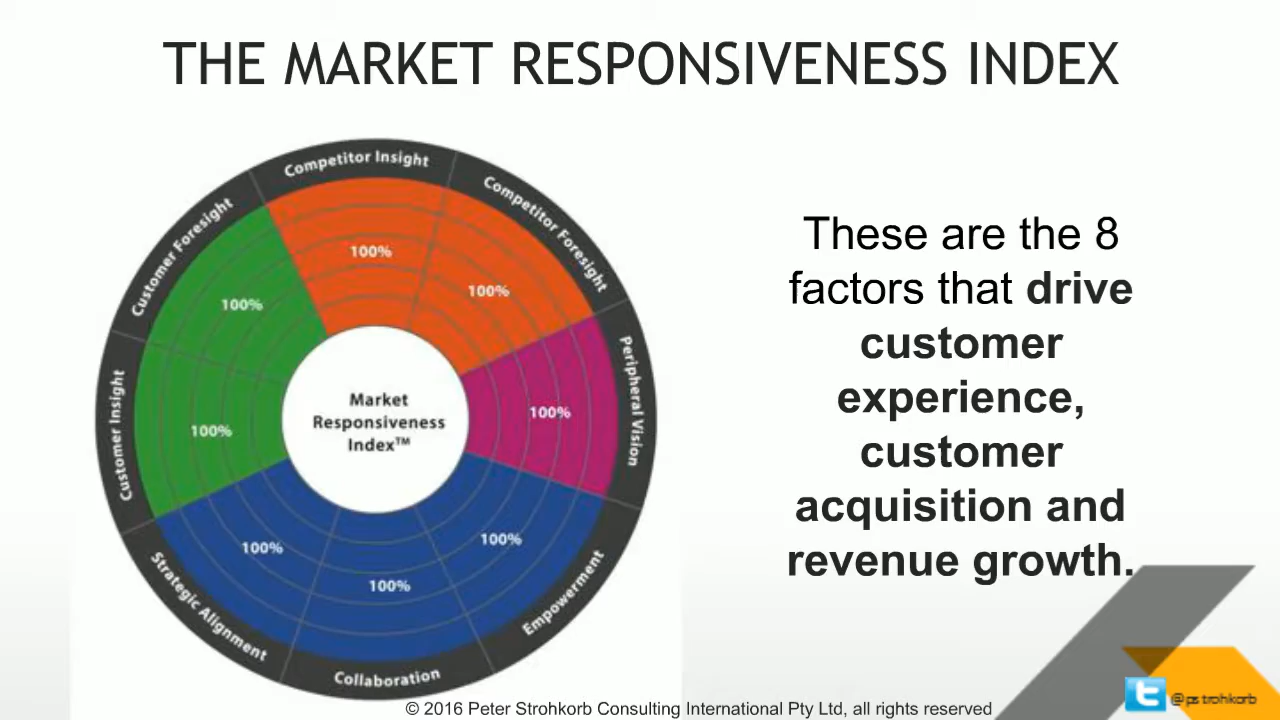 THE MARKET RESPONSIVENESS INDEX
Competitor Insight
Competitor Foresight
Customer Foresight
100%
100%
100%
Peripheral Vision
Customer Insight
Market
Responsiveness
Index™
100%
100%
100%
100%
100%
Strategic Alignment
Collaboration
Empowerment
These are the 8
factors that drive
customer
experience,
customer
acquisition and
revenue growth.
@pstrohkorb
© 2016 Peter Strohkorb Consulting International Pty Ltd, all rights reserved